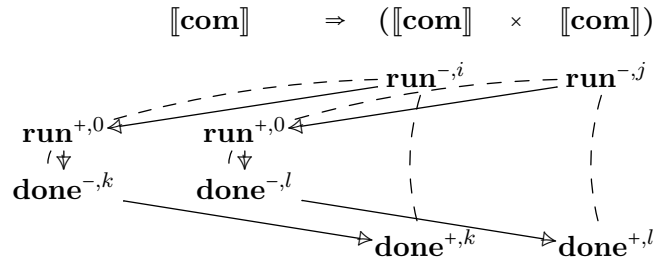 ⟦com⟧ ⇒ (⟦com⟧ × ⟦com⟧)
run⁻,ⁱ run⁻,ʲ
run⁺,⁰ run⁺,⁰
done⁻,ᵏ done⁻,ˡ
done⁺,ᵏ done⁺,ˡ